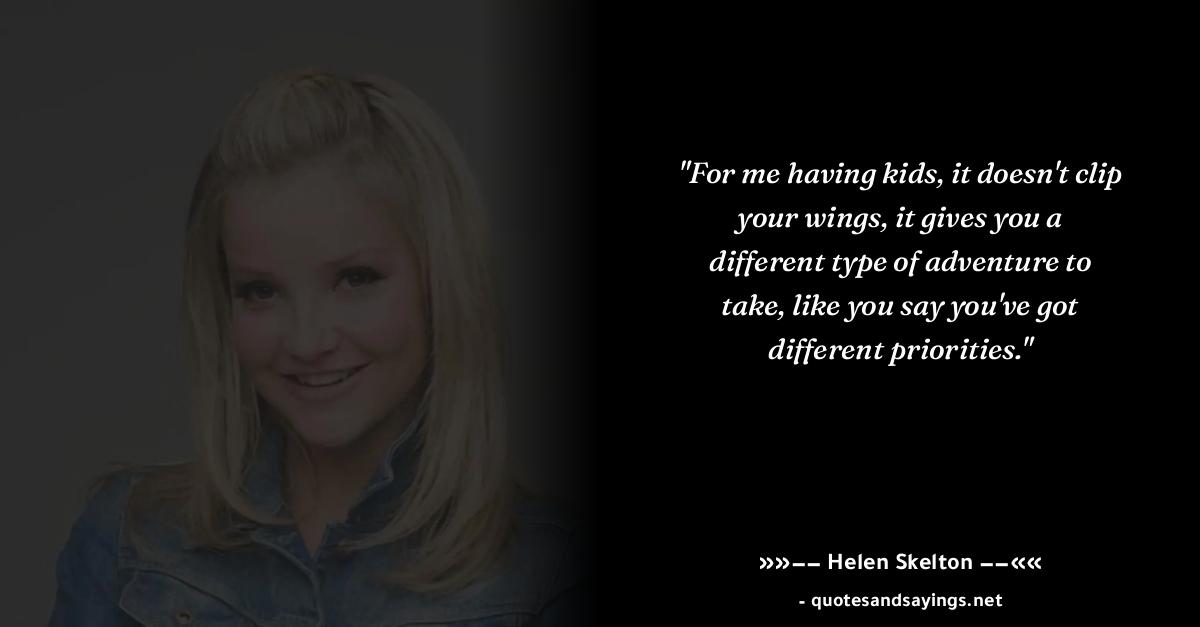 "For me having kids, it doesn't clip
your wings, it gives you a
different type of adventure to
take, like you say you've got
different priorities."
»»−− Helen Skelton −−««
- quotesandsayings.net